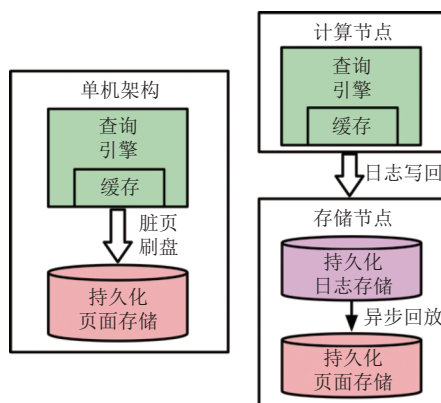 单机架构
查询
引擎
缓存
脏页
刷盘
持久化
页面存储
计算节点
查询
引擎
缓存
日志写回
存储节点
持久化
日志存储
异步回放
持久化
页面存储